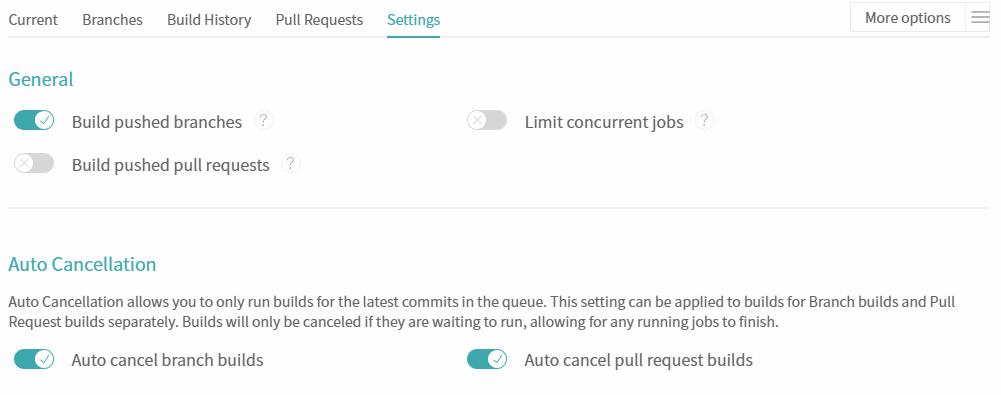 Current Branches Build History Pull Requests Settings More options
General
Build pushed branches ? Limit concurrent jobs ?
Build pushed pull requests ?
Auto Cancellation
Auto Cancellation allows you to only run builds for the latest commits in the queue. This setting can be applied to builds for Branch builds and Pull
Request builds separately. Builds will only be canceled if they are waiting to run, allowing for any running jobs to finish.
Auto cancel branch builds Auto cancel pull request builds